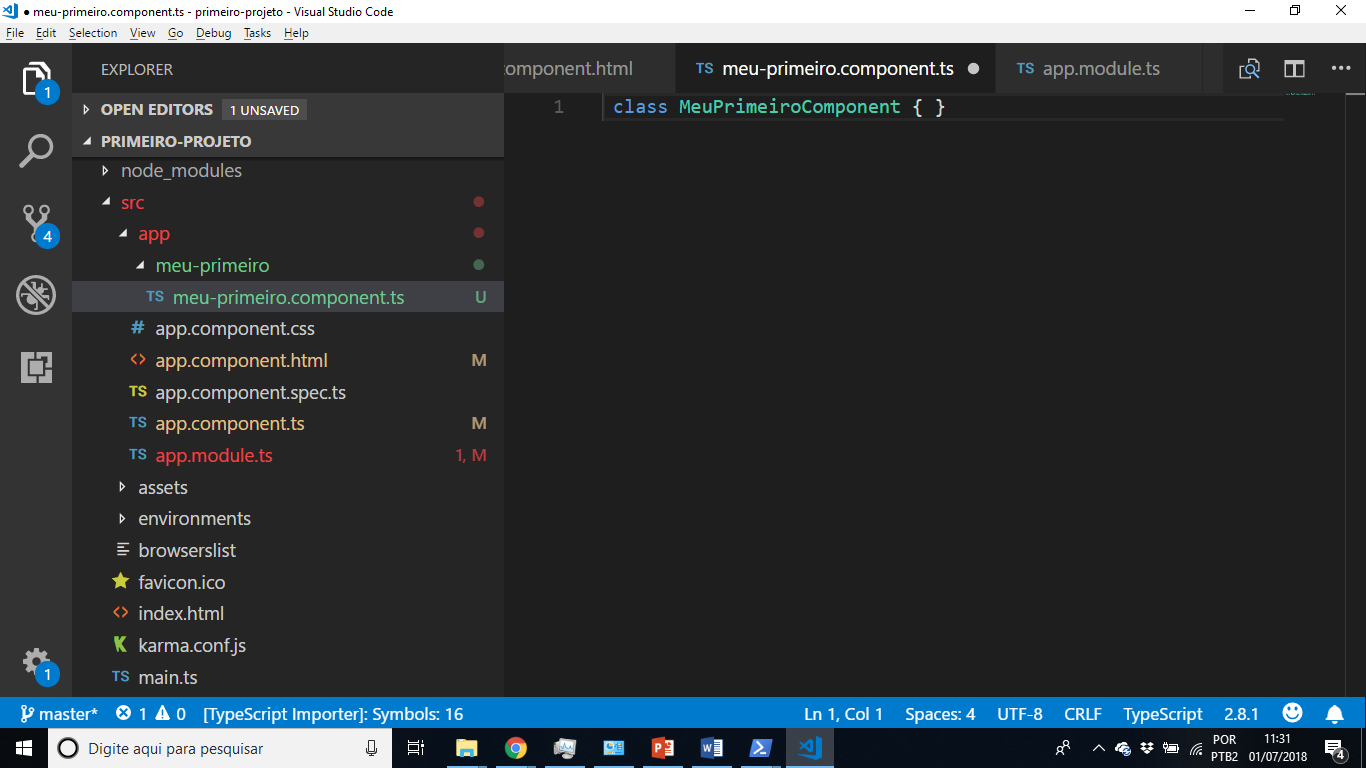 ● meu-primeiro.component.ts - primeiro-projeto - Visual Studio Code
File Edit Selection View Go Debug Tasks Help
EXPLORER
1
OPEN EDITORS 1 UNSAVED
PRIMEIRO-PROJETO
node_modules
src
4
app
meu-primeiro
TS meu-primeiro.component.ts U
# app.component.css
<> app.component.html M
TS app.component.spec.ts
TS app.component.ts M
TS app.module.ts 1, M
assets
environments
browserslist
favicon.ico
<> index.html
karma.conf.js
1
TS main.ts
component.html TS meu-primeiro.component.ts ● TS app.module.ts
1 class MeuPrimeiroComponent { }
master* 1 0 [TypeScript Importer]: Symbols: 16 Ln 1, Col 1 Spaces: 4 UTF-8 CRLF TypeScript 2.8.1
Digite aqui para pesquisar
POR 11:31
PTB2 01/07/2018 4